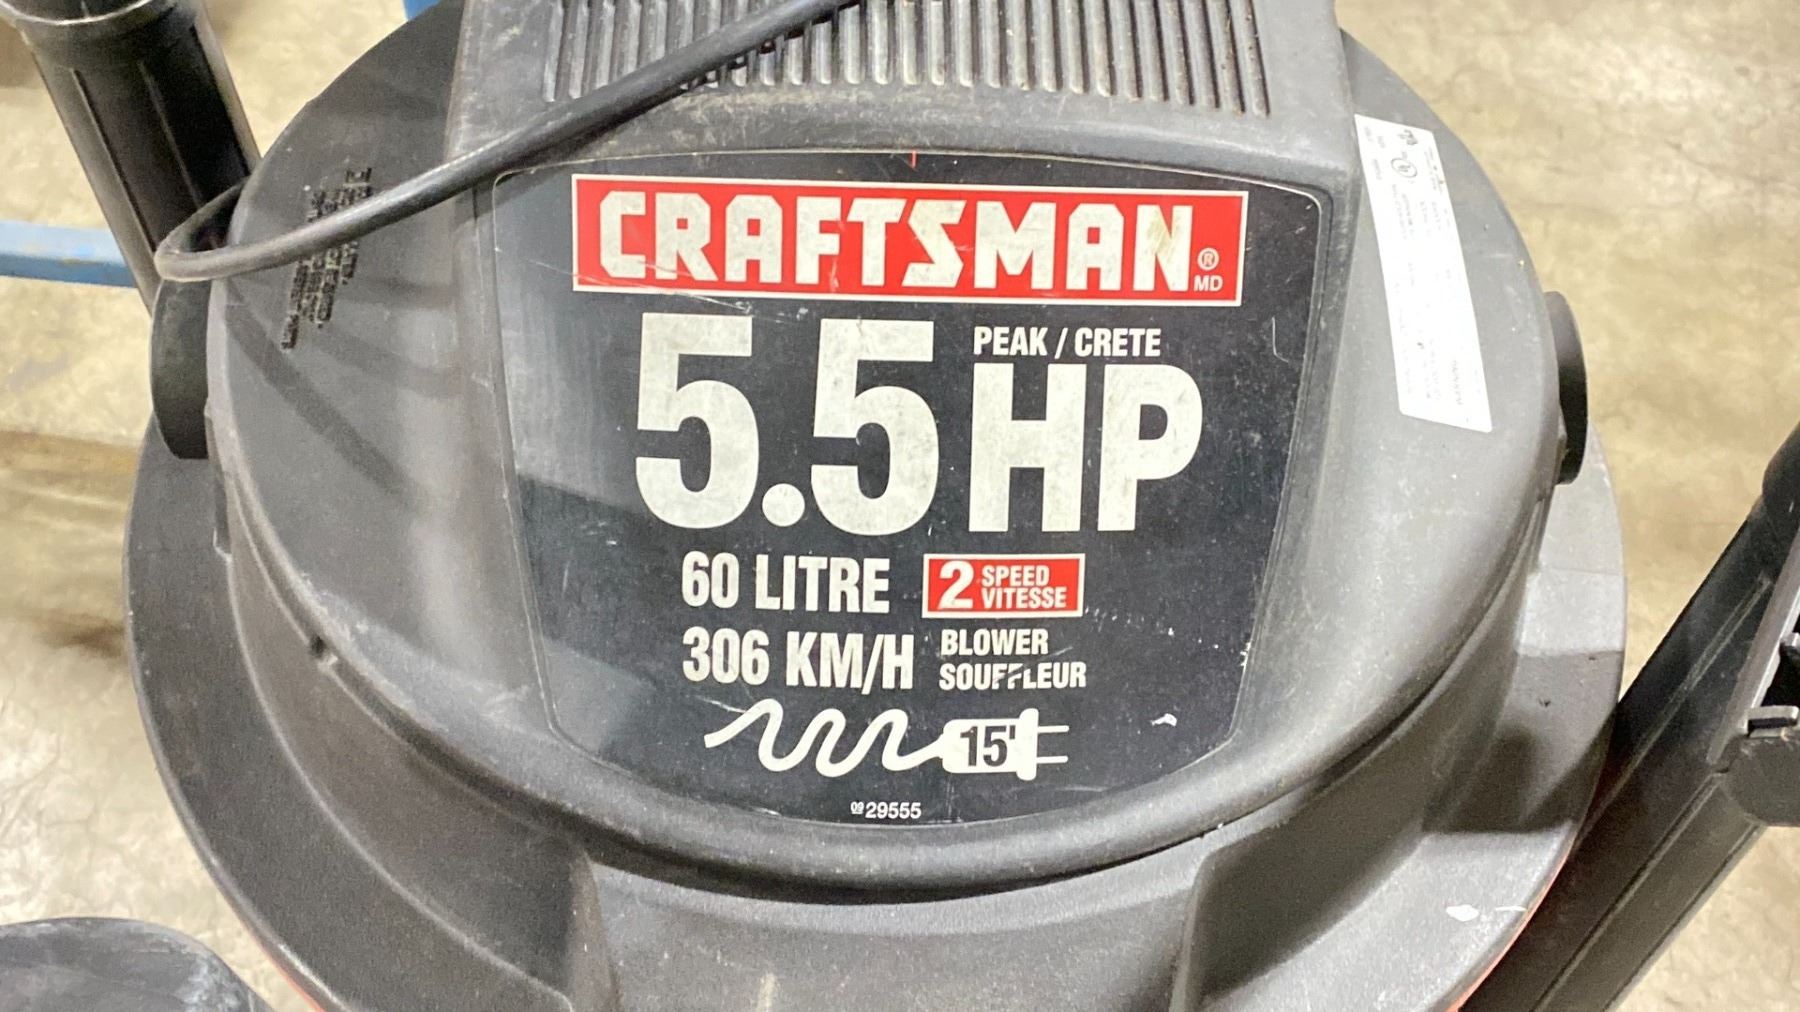 CRAFTSMAN® MD
5.5 PEAK / CRETE
HP
60 LITRE 2 SPEED
VITESSE
306 KM/H BLOWER
SOUFFLEUR
15'
29555